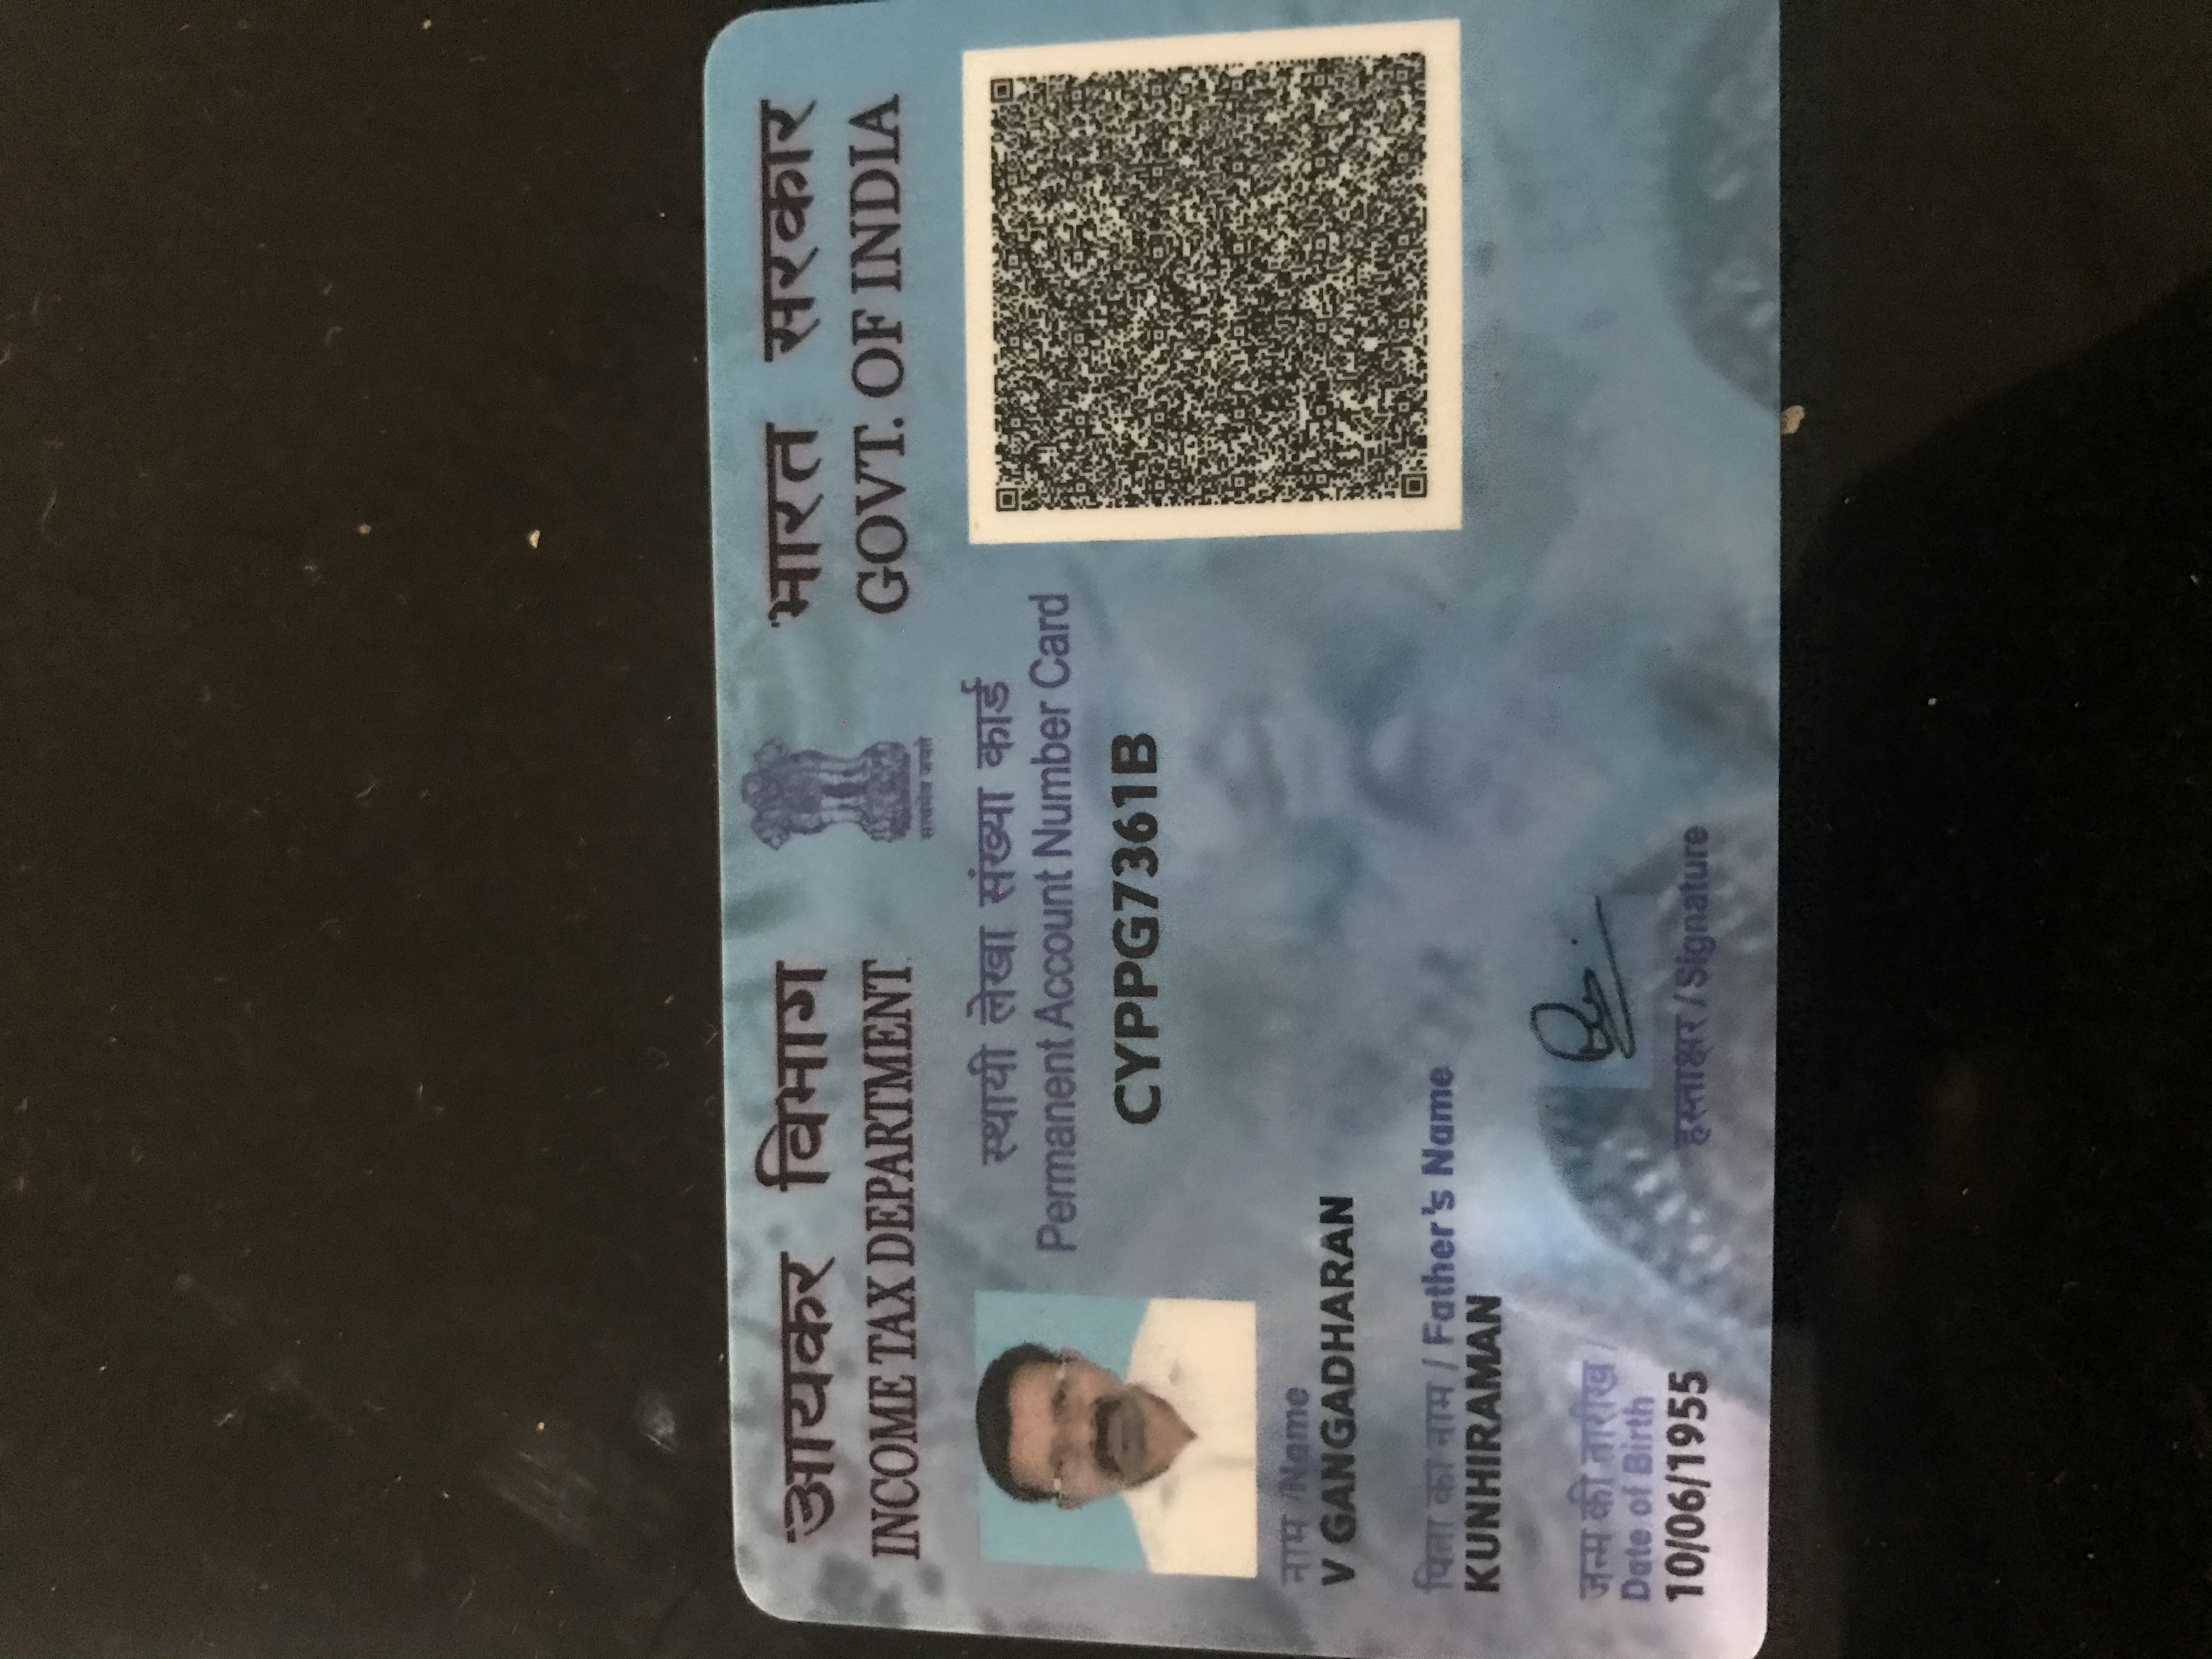 आयकर विभाग
INCOME TAX DEPARTMENT
सत्यमेव जयते
भारत सरकार
GOVT. OF INDIA
स्थायी लेखा संख्या कार्ड
Permanent Account Number Card
CYPPG7361B
नाम /Name
V GANGADHARAN
पिता का नाम / Father's Name
KUNHIRAMAN
जन्म की तारीख /
Date of Birth
10/06/1955
हस्ताक्षर / Signature